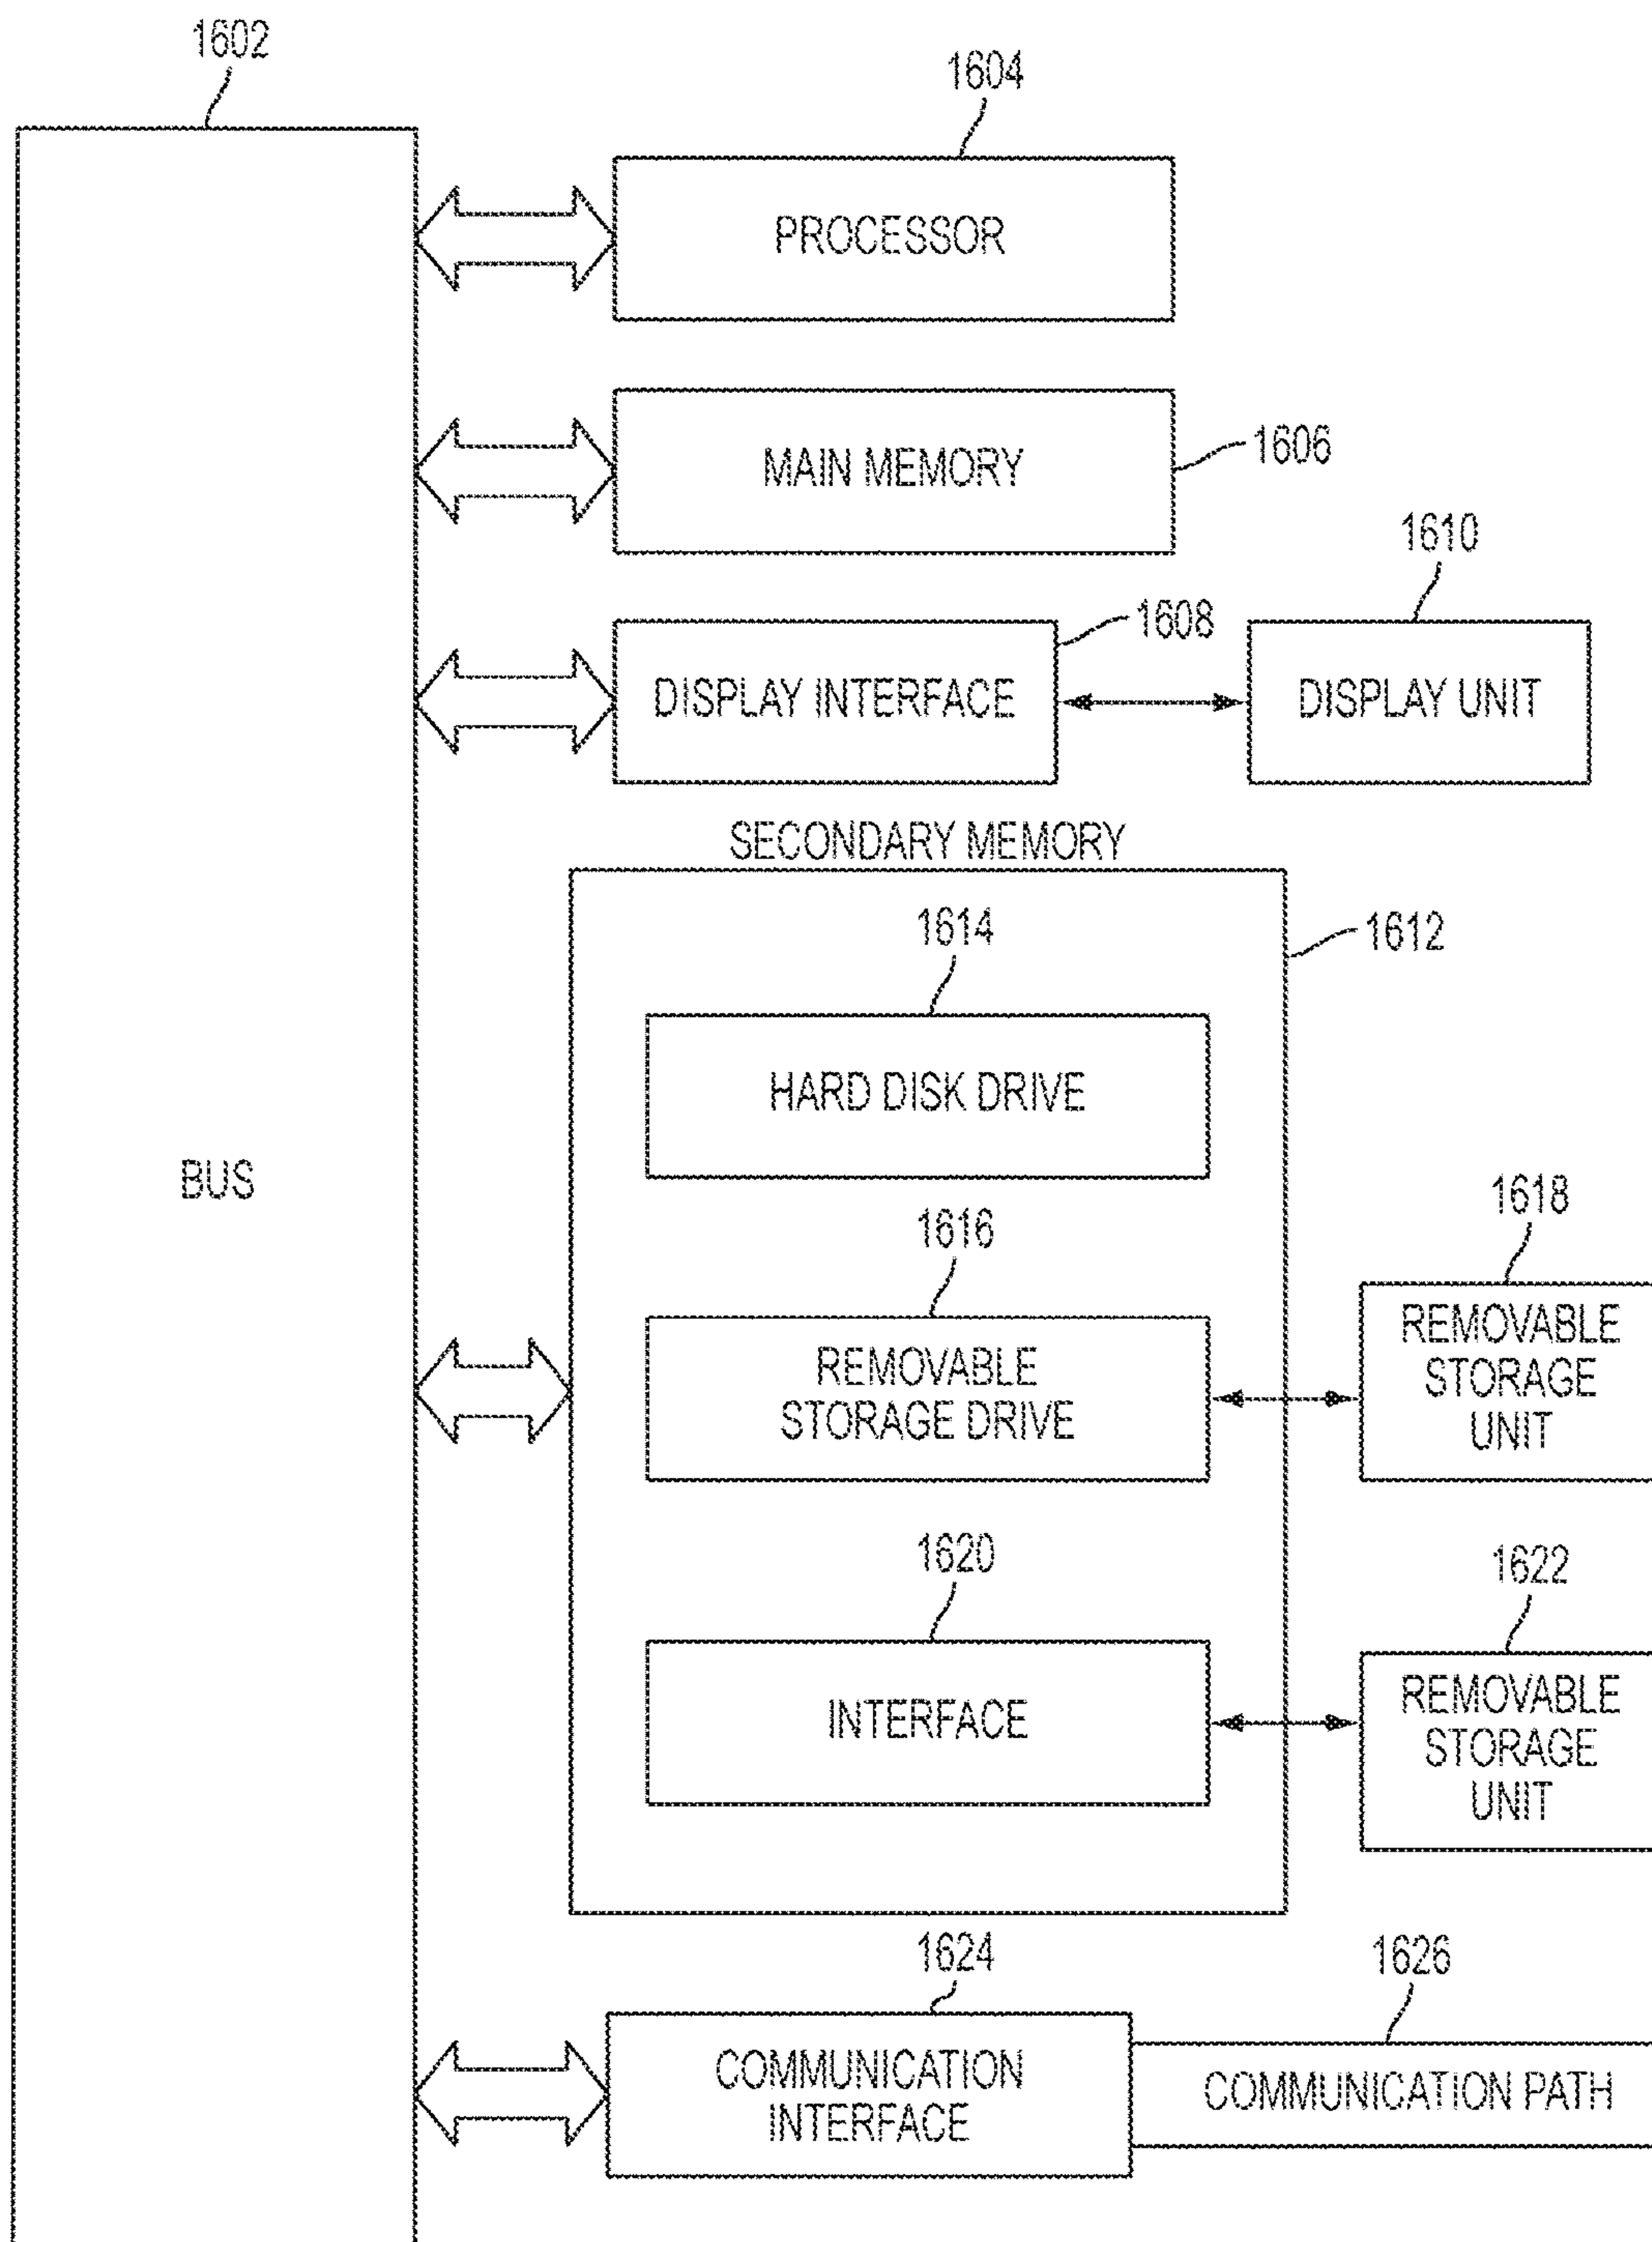 1602
1604
PROCESSOR
MAIN MEMORY
1606
1610
1608
DISPLAY INTERFACE
DISPLAY UNIT
SECONDARY MEMORY
1614
1612
HARD DISK DRIVE
BUS
1616
1618
REMOVABLE
STORAGE DRIVE
REMOVABLE
STORAGE
UNIT
1620
1622
INTERFACE
REMOVABLE
STORAGE
UNIT
1624
1626
COMMUNICATION
INTERFACE
COMMUNICATION PATH